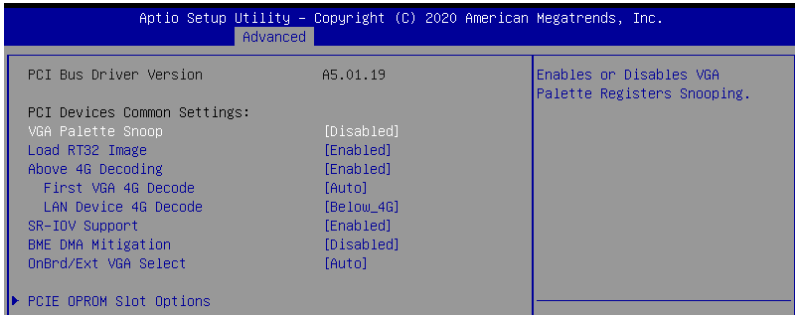 Aptio Setup Utility – Copyright (C) 2020 American Megatrends, Inc.
Advanced
PCI Bus Driver Version A5.01.19
PCI Devices Common Settings:
VGA Palette Snoop [Disabled]
Load RT32 Image [Enabled]
Above 4G Decoding [Enabled]
First VGA 4G Decode [Auto]
LAN Device 4G Decode [Below_4G]
SR-IOV Support [Enabled]
BME DMA Mitigation [Disabled]
OnBrd/Ext VGA Select [Auto]
PCIE OPROM Slot Options
Enables or Disables VGA
Palette Registers Snooping.